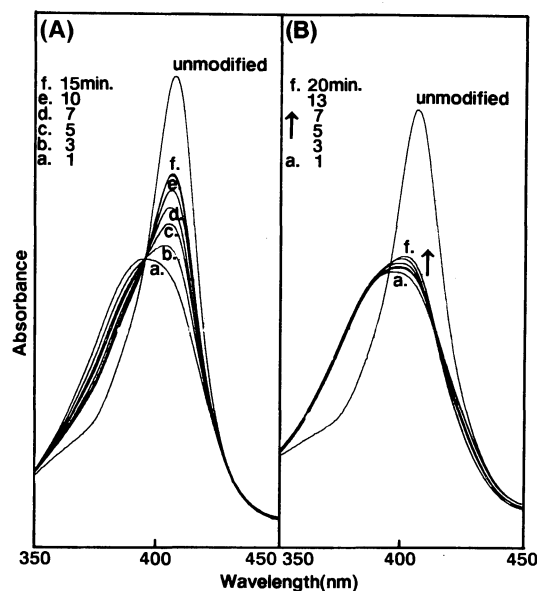 (A)
unmodified
f. 15min.
e. 10
d. 7
c. 5
b. 3
a. 1
f.
e
d.
c.
b.
a.
(B)
f. 20min.
13
7
5
3
a. 1
unmodified
f.
a.
Absorbance
350 400 450 350 400 450
Wavelength(nm)